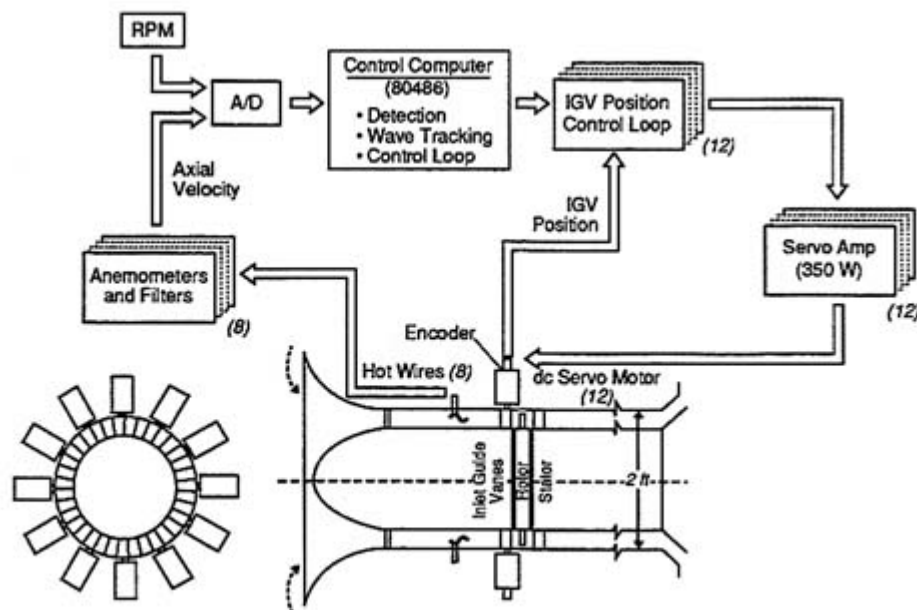 RPM
A/D
Control Computer
(80486)
• Detection
• Wave Tracking
• Control Loop
IGV Position
Control Loop
(12)
Axial
Velocity
IGV
Position
Servo Amp
(350 W)
(12)
Anemometers
and Filters
(8)
Encoder
Hot Wires (8)
dc Servo Motor
(12)
Inlet Guide
Vanes
Rotor
Stator
2 ft